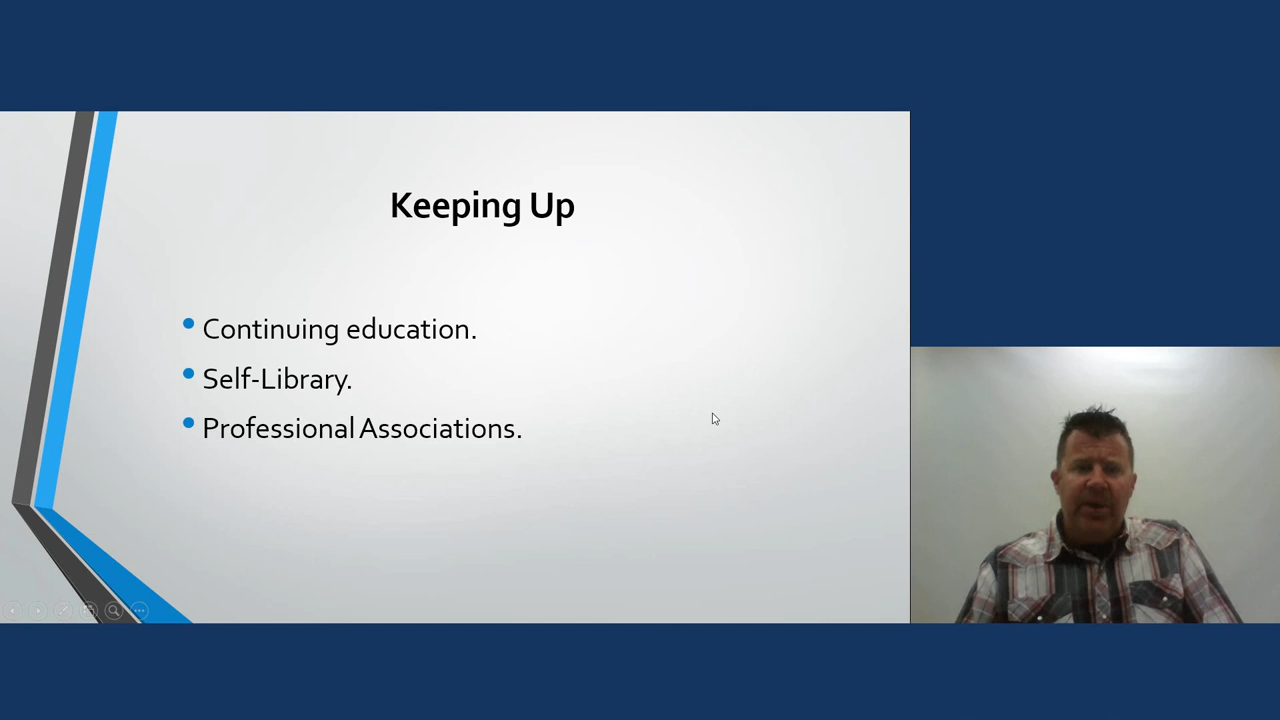 Keeping Up
Continuing education.
Self-Library.
Professional Associations.